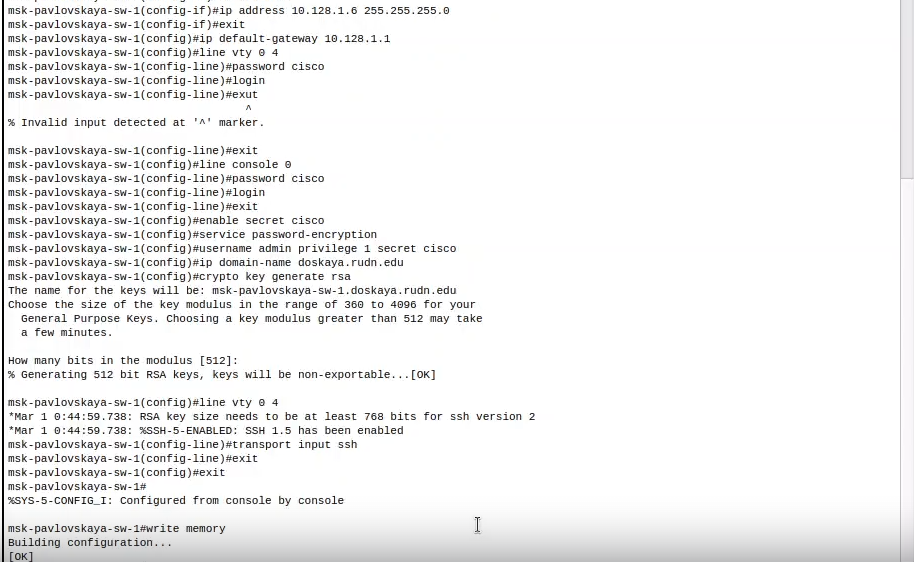 msk-pavlovskaya-sw-1(config-if)#ip address 10.128.1.6 255.255.255.0
msk-pavlovskaya-sw-1(config-if)#exit
msk-pavlovskaya-sw-1(config)#ip default-gateway 10.128.1.1
msk-pavlovskaya-sw-1(config)#line vty 0 4
msk-pavlovskaya-sw-1(config-line)#password cisco
msk-pavlovskaya-sw-1(config-line)#login
msk-pavlovskaya-sw-1(config-line)#exut
^
% Invalid input detected at '^' marker.
msk-pavlovskaya-sw-1(config-line)#exit
msk-pavlovskaya-sw-1(config)#line console 0
msk-pavlovskaya-sw-1(config-line)#password cisco
msk-pavlovskaya-sw-1(config-line)#login
msk-pavlovskaya-sw-1(config-line)#exit
msk-pavlovskaya-sw-1(config)#enable secret cisco
msk-pavlovskaya-sw-1(config)#service password-encryption
msk-pavlovskaya-sw-1(config)#username admin privilege 1 secret cisco
msk-pavlovskaya-sw-1(config)#ip domain-name doskaya.rudn.edu
msk-pavlovskaya-sw-1(config)#crypto key generate rsa
The name for the keys will be: msk-pavlovskaya-sw-1.doskaya.rudn.edu
Choose the size of the key modulus in the range of 360 to 4096 for your
General Purpose Keys. Choosing a key modulus greater than 512 may take
a few minutes.
How many bits in the modulus [512]:
% Generating 512 bit RSA keys, keys will be non-exportable...[OK]
msk-pavlovskaya-sw-1(config)#line vty 0 4
*Mar 1 0:44:59.738: RSA key size needs to be at least 768 bits for ssh version 2
*Mar 1 0:44:59.738: %SSH-5-ENABLED: SSH 1.5 has been enabled
msk-pavlovskaya-sw-1(config-line)#transport input ssh
msk-pavlovskaya-sw-1(config-line)#exit
msk-pavlovskaya-sw-1(config)#exit
msk-pavlovskaya-sw-1#
%SYS-5-CONFIG_I: Configured from console by console
msk-pavlovskaya-sw-1#write memory
Building configuration...
[OK]